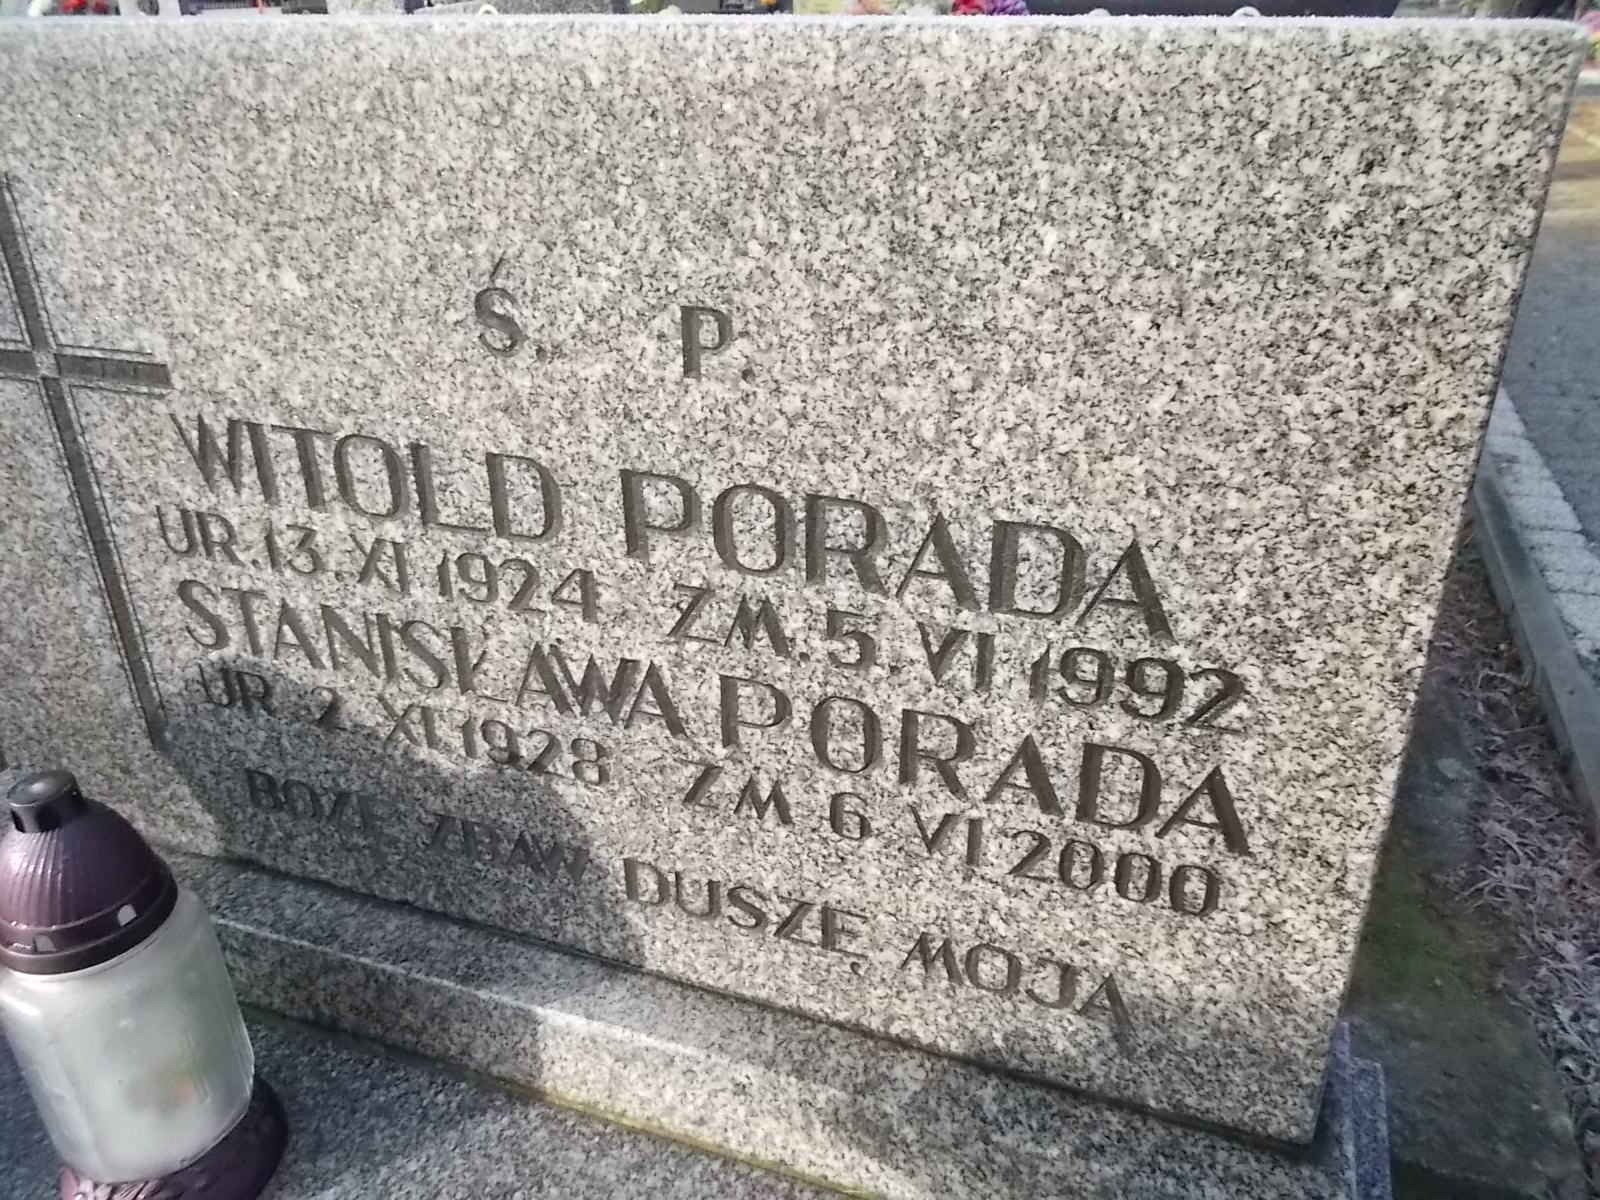 Ś. P.
WITOLD PORADA
UR. 13. XI 1924 ZM. 5. VI 1992
STANISŁAWA PORADA
UR. 2. XI. 1928 ZM 6 VI 2000
BOŻE ZBAW DUSZĘ MOJĄ